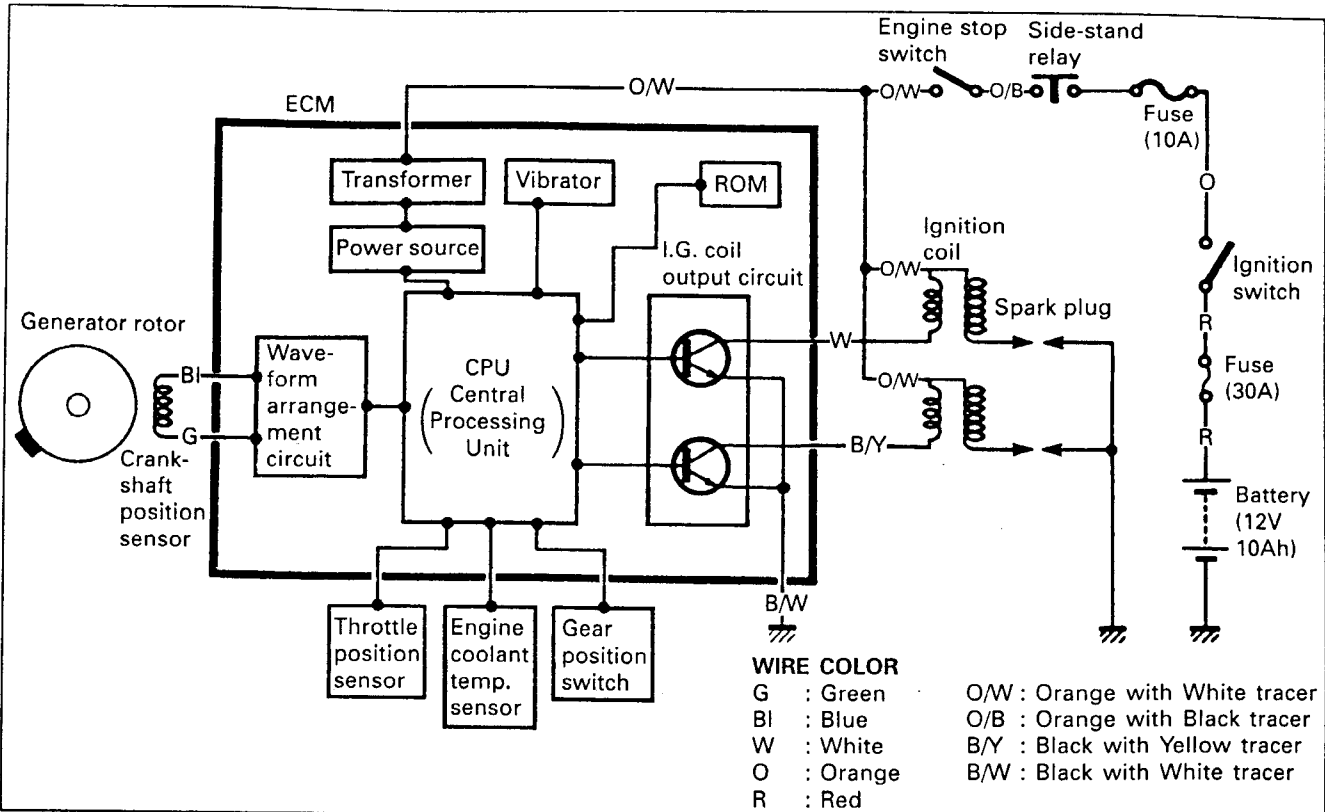 Engine stop
switch
Side-stand
relay
O/W
O/W
O/B
Fuse
(10A)
ECM
Transformer
Vibrator
ROM
O
Power source
I.G. coil
output circuit
Ignition
coil
O/W
Ignition
switch
Generator rotor
Spark plug
R
Bl
Wave-
form
arrange-
ment
circuit
CPU
Central
Processing
Unit
W
Fuse
(30A)
O/W
G
B/Y
R
Crank-
shaft
position
sensor
Battery
(12V
10Ah)
B/W
Throttle
position
sensor
Engine
coolant
temp.
sensor
Gear
position
switch
WIRE COLOR
G : Green
Bl : Blue
W : White
O : Orange
R : Red
O/W : Orange with White tracer
O/B : Orange with Black tracer
B/Y : Black with Yellow tracer
B/W : Black with White tracer